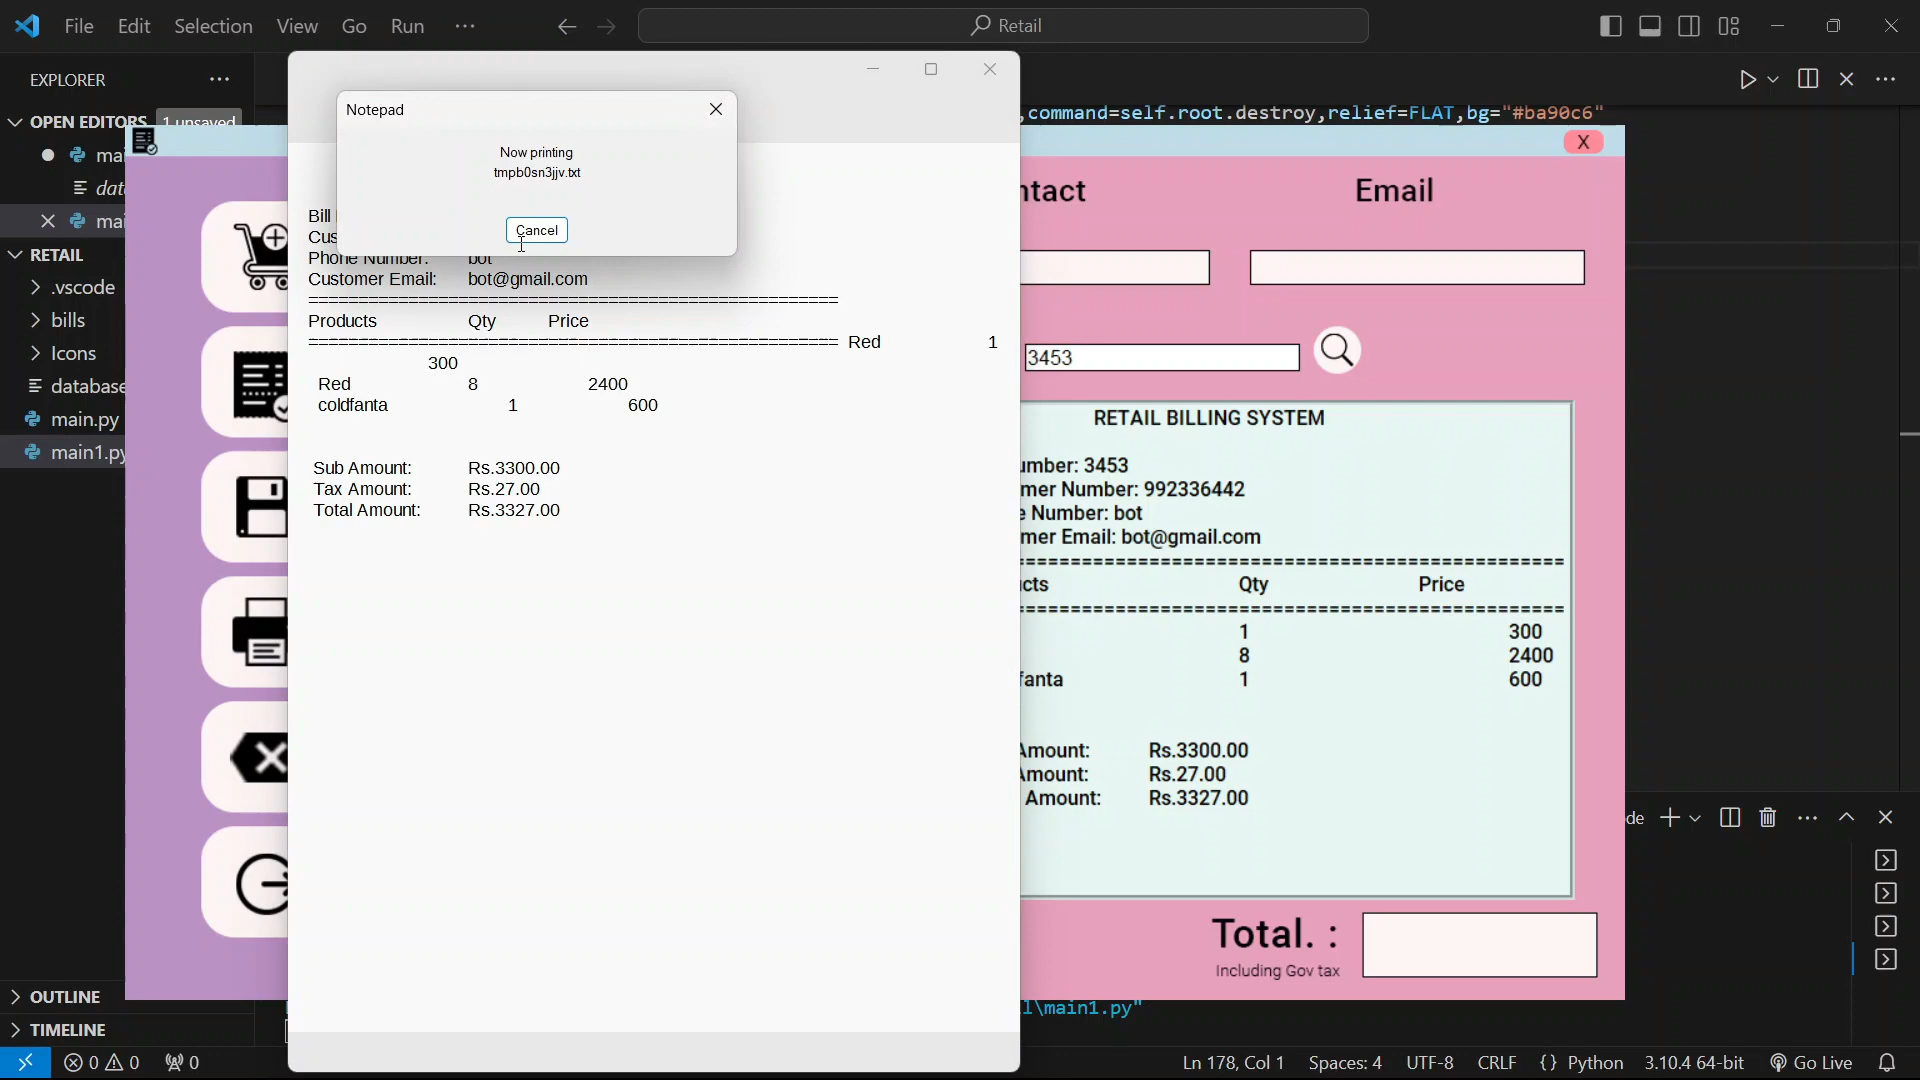 File Edit Selection View Go Run ···
Retail
EXPLORER
OPEN EDITORS 1 unsaved
mai
dat
mai
RETAIL
.vscode
bills
Icons
database
main.py
main1.py
OUTLINE
TIMELINE
,command=self.root.destroy,relief=FLAT,bg="#ba90c6"
Notepad
Now printing
tmpb0sn3jjv.txt
Cancel
Bill
Cus
Phone Number: bot
Customer Email: bot@gmail.com
=====================================================
Products Qty Price
===================================================== Red 1
300
Red 8 2400
coldfanta 1 600
Sub Amount: Rs.3300.00
Tax Amount: Rs.27.00
Total Amount: Rs.3327.00
X
ntact Email
3453
RETAIL BILLING SYSTEM
umber: 3453
mer Number: 992336442
e Number: bot
mer Email: bot@gmail.com
=====================================================
cts Qty Price
=====================================================
1 300
8 2400
fanta 1 600
Amount: Rs.3300.00
Amount: Rs.27.00
Amount: Rs.3327.00
Total. :
Including Gov tax
de
l\main1.py"
0 0 0
Ln 178, Col 1 Spaces: 4 UTF-8 CRLF {} Python 3.10.4 64-bit Go Live